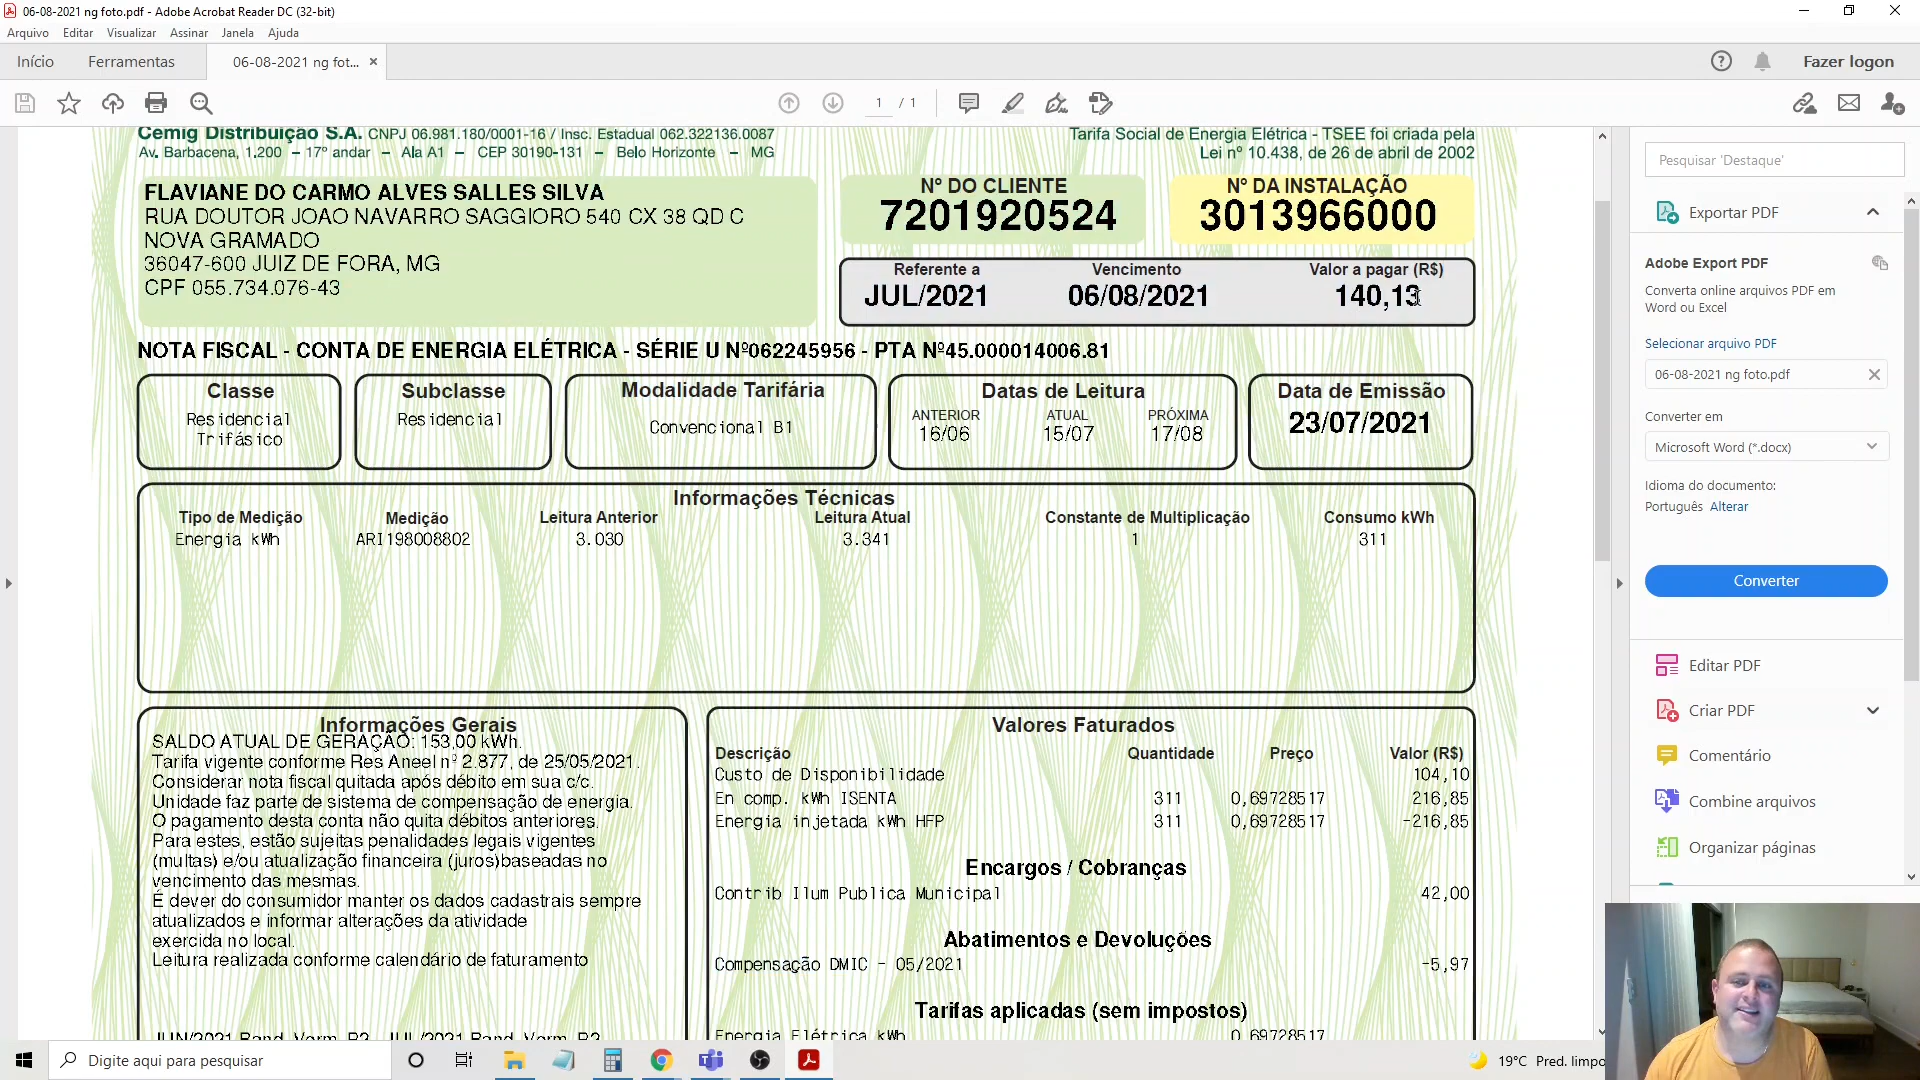 06-08-2021 ng foto.pdf - Adobe Acrobat Reader DC (32-bit)
Arquivo Editar Visualizar Assinar Janela Ajuda
Início Ferramentas 06-08-2021 ng fot... Fazer logon
1 / 1
Cemig Distribuição S.A. CNPJ 06.981.180/0001-16 / Insc. Estadual 062.322136.0087
Av. Barbacena, 1.200 – 17º andar – Ala A1 – CEP 30190-131 – Belo Horizonte – MG
Tarifa Social de Energia Elétrica - TSEE foi criada pela
Lei nº 10.438, de 26 de abril de 2002
FLAVIANE DO CARMO ALVES SALLES SILVA
RUA DOUTOR JOAO NAVARRO SAGGIORO 540 CX 38 QD C
NOVA GRAMADO
36047-600 JUIZ DE FORA, MG
CPF 055.734.076-43
Nº DO CLIENTE
7201920524
Nº DA INSTALAÇÃO
3013966000
Referente a Vencimento Valor a pagar (R$)
JUL/2021 06/08/2021 140,13
NOTA FISCAL - CONTA DE ENERGIA ELÉTRICA - SÉRIE U Nº062245956 - PTA Nº45.000014006.81
Classe
Residencial
Trifásico
Subclasse
Residencial
Modalidade Tarifária
Convencional B1
Datas de Leitura
ANTERIOR ATUAL PRÓXIMA
16/06 15/07 17/08
Data de Emissão
23/07/2021
Informações Técnicas
Tipo de Medição Medição Leitura Anterior Leitura Atual Constante de Multiplicação Consumo kWh
Energia kWh ARI198008802 3.030 3.341 1 311
Informações Gerais
SALDO ATUAL DE GERAÇÃO: 153,00 kWh.
Tarifa vigente conforme Res Aneel nº 2.877, de 25/05/2021.
Considerar nota fiscal quitada após débito em sua c/c.
Unidade faz parte de sistema de compensação de energia.
O pagamento desta conta não quita débitos anteriores.
Para estes, estão sujeitas penalidades legais vigentes
(multas) e/ou atualização financeira (juros)baseadas no
vencimento das mesmas.
É dever do consumidor manter os dados cadastrais sempre
atualizados e informar alterações da atividade
exercida no local.
Leitura realizada conforme calendário de faturamento
JUN/2021 Band. Verm. P2 - JUL/2021 Band. Verm. P2
Valores Faturados
Descrição Quantidade Preço Valor (R$)
Custo de Disponibilidade 104,10
En comp. kWh ISENTA 311 0,69728517 216,85
Energia injetada kWh HFP 311 0,69728517 -216,85
Encargos / Cobranças
Contrib Ilum Publica Municipal 42,00
Abatimentos e Devoluções
Compensação DMIC - 05/2021 -5,97
Tarifas aplicadas (sem impostos)
Energia Elétrica kWh 0,69728517
Pesquisar 'Destaque'
Exportar PDF
Adobe Export PDF
Converta online arquivos PDF em
Word ou Excel
Selecionar arquivo PDF
06-08-2021 ng foto.pdf
Converter em
Microsoft Word (*.docx)
Idioma do documento:
Português Alterar
Converter
Editar PDF
Criar PDF
Comentário
Combine arquivos
Organizar páginas
Digite aqui para pesquisar
19°C Pred. limpo